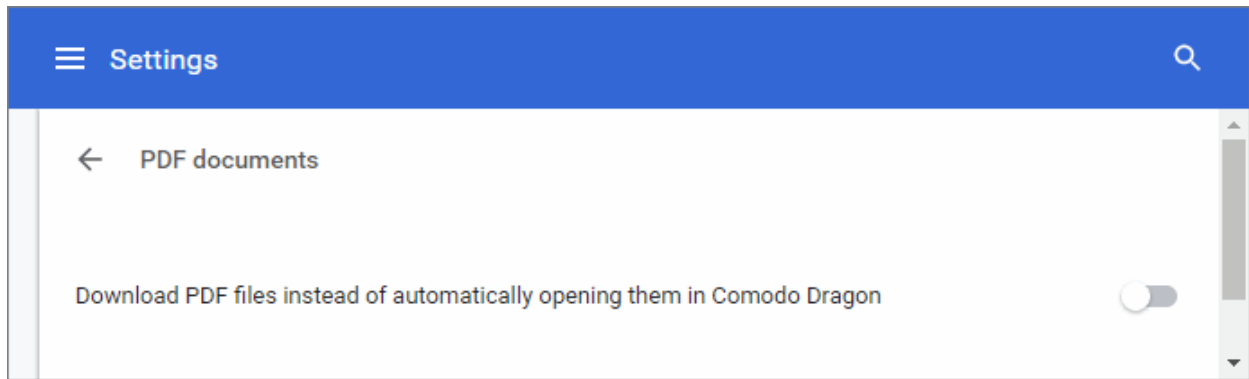 Settings
PDF documents
Download PDF files instead of automatically opening them in Comodo Dragon